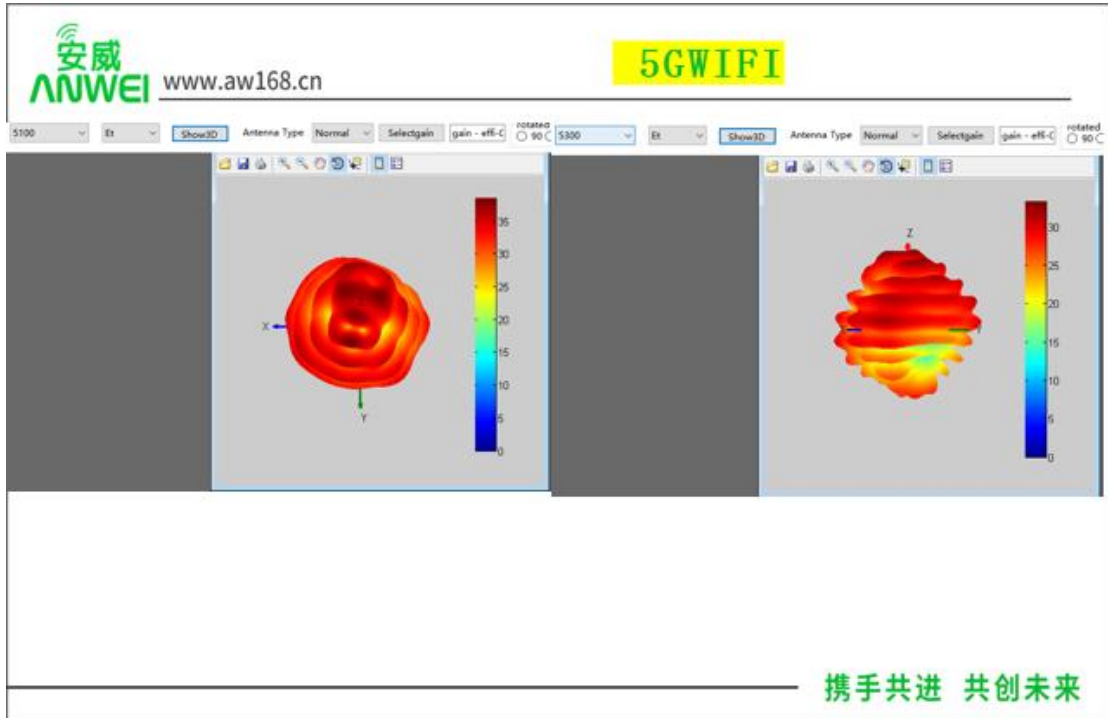 安威
ANWEI www.aw168.cn
5GWIFI
5100 Et Show3D Antenna Type Normal Selectgain gain - effi-C rotated 90
5300 Et Show3D Antenna Type Normal Selectgain gain - effi-C rotated 90
35
30
25
20
15
10
5
0
X
Y
30
25
20
15
10
5
0
Z
携手共进 共创未来